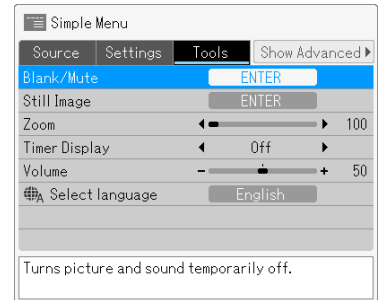 Simple Menu
Source Settings Tools Show Advanced
Blank/Mute ENTER
Still Image ENTER
Zoom 100
Timer Display Off
Volume - + 50
A Select language English
Turns picture and sound temporarily off.